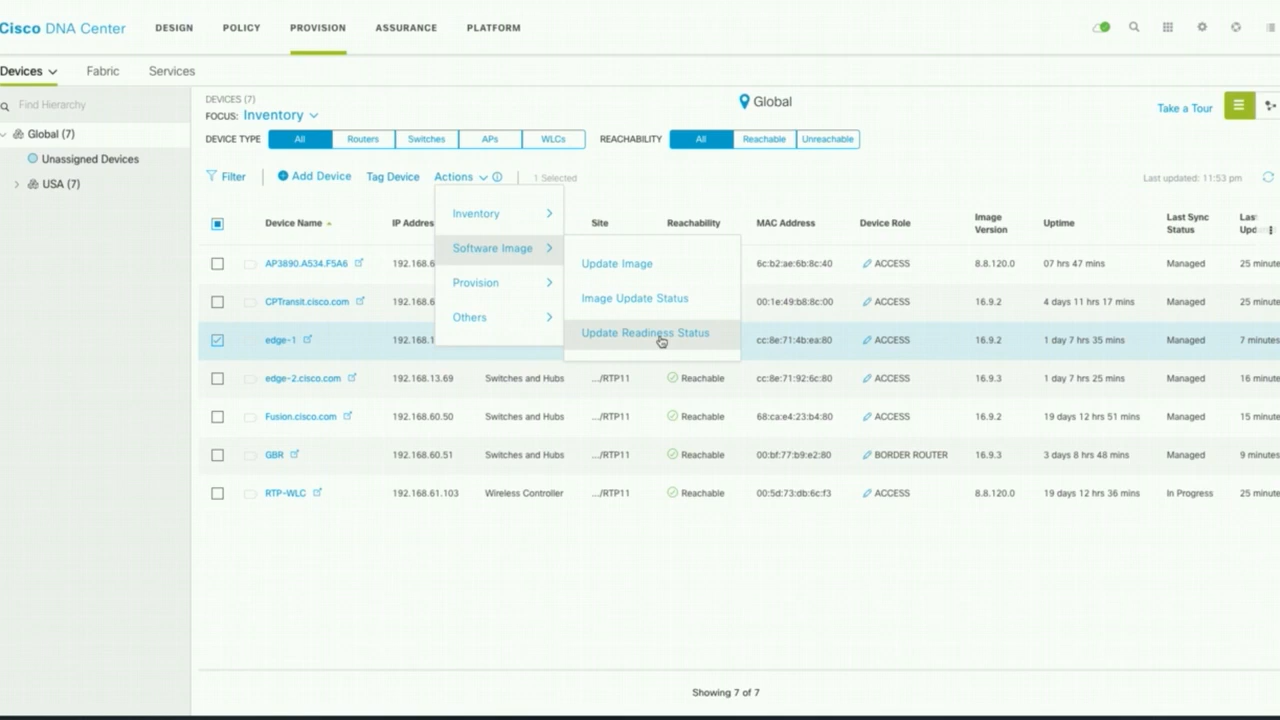 Cisco DNA Center DESIGN POLICY PROVISION ASSURANCE PLATFORM
Devices Fabric Services
Find Hierarchy
Global (7)
Unassigned Devices
USA (7)
DEVICES (7)
FOCUS: Inventory
Global
Take a Tour
DEVICE TYPE All Routers Switches APs WLCs REACHABILITY All Reachable Unreachable
Filter Add Device Tag Device Actions 1 Selected Last updated: 11:53 pm
Inventory
Software Image
Provision
Others
Update Image
Image Update Status
Update Readiness Status
Device Name IP Addres Site Reachability MAC Address Device Role Image Version Uptime Last Sync Status Las Up
AP3890.A534.F5A6 192.168.6 6c:b2:ae:6b:8c:40 ACCESS 8.8.120.0 07 hrs 47 mins Managed 25 minute
CPTransit.cisco.com 192.168.6 00:1e:49:b8:8c:00 ACCESS 16.9.2 4 days 11 hrs 17 mins Managed 25 minute
edge-1 192.168.1 cc:8e:71:4b:ea:80 ACCESS 16.9.2 1 day 7 hrs 35 mins Managed 7 minutes
edge-2.cisco.com 192.168.13.69 Switches and Hubs .../RTP11 Reachable cc:8e:71:92:6c:80 ACCESS 16.9.3 1 day 7 hrs 25 mins Managed 16 minute
Fusion.cisco.com 192.168.60.50 Switches and Hubs .../RTP11 Reachable 68:ca:e4:23:b4:80 ACCESS 16.9.2 19 days 12 hrs 51 mins Managed 15 minute
GBR 192.168.60.51 Switches and Hubs .../RTP11 Reachable 00:bf:77:b9:e2:80 BORDER ROUTER 16.9.3 3 days 8 hrs 48 mins Managed 9 minutes
RTP-WLC 192.168.61.103 Wireless Controller .../RTP11 Reachable 00:5d:73:db:6c:f3 ACCESS 8.8.120.0 19 days 12 hrs 36 mins In Progress 25 minute
Showing 7 of 7